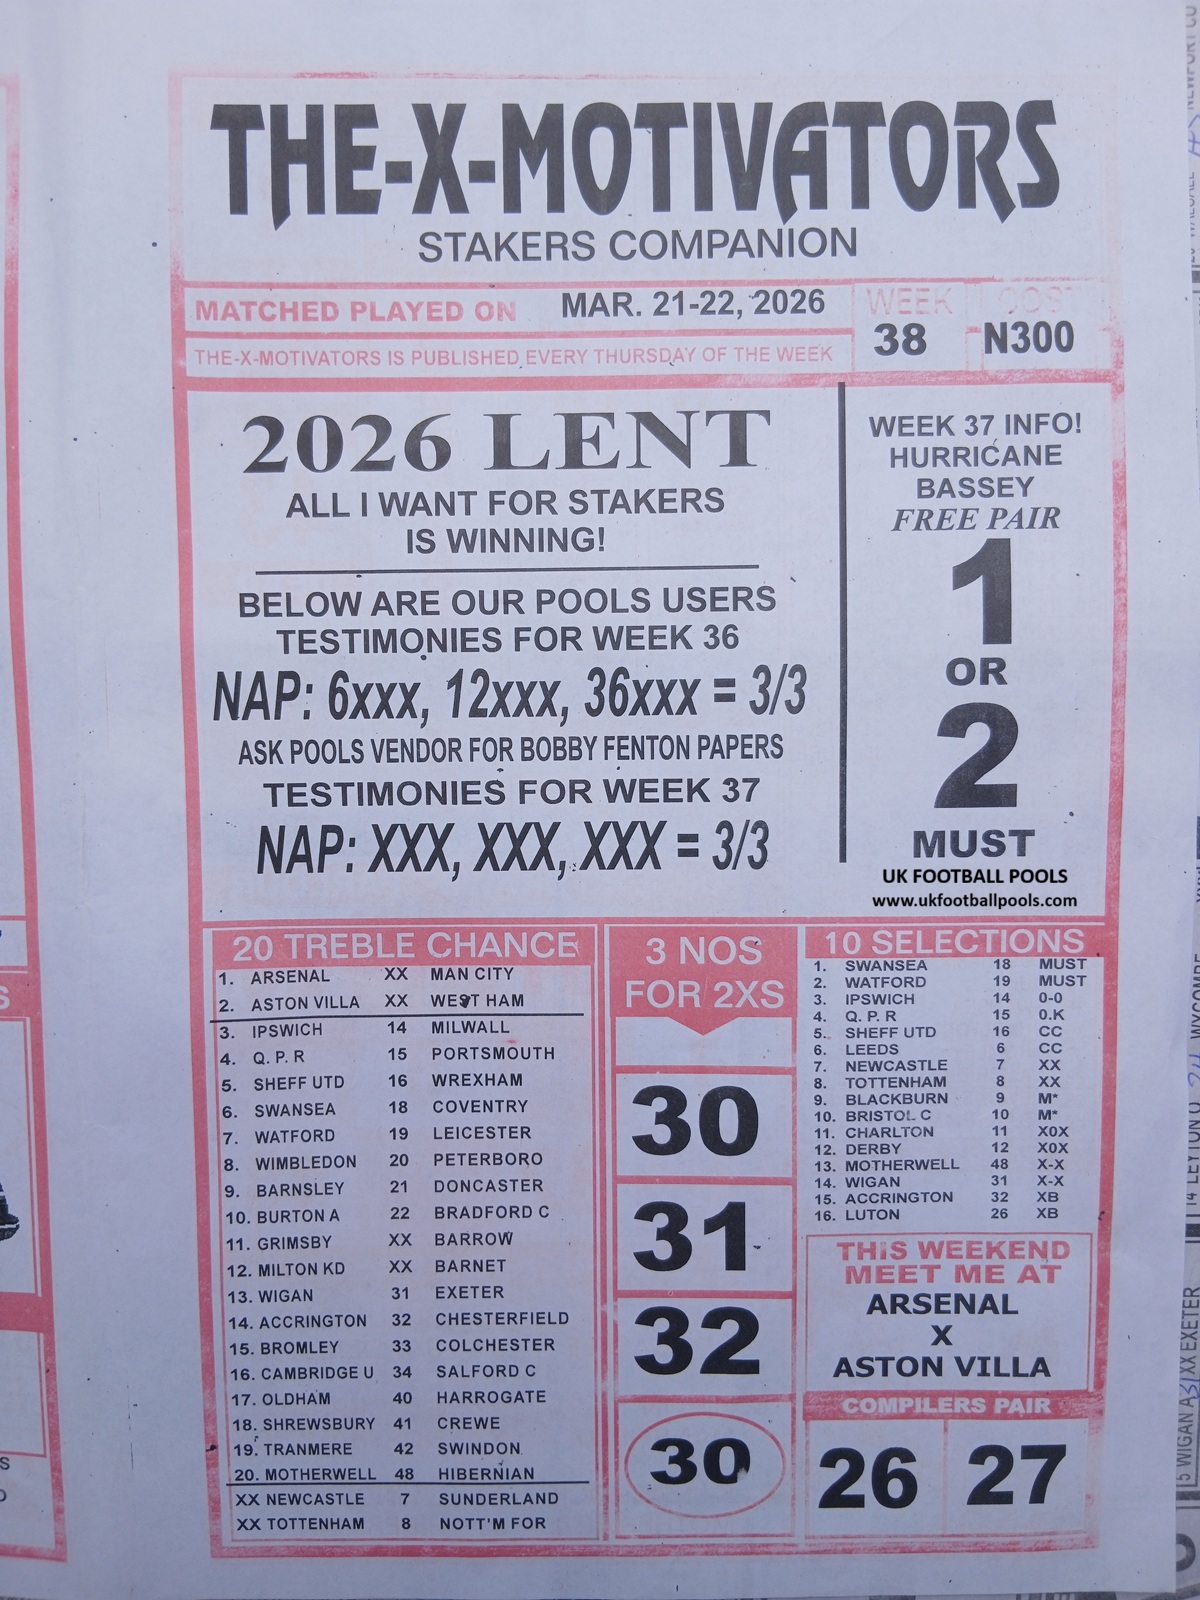 THE-X-MOTIVATORS
STAKERS COMPANION
MATCHED PLAYED ON MAR. 21-22, 2026
WEEK
38
COST
N300
THE-X-MOTIVATORS IS PUBLISHED EVERY THURSDAY OF THE WEEK
2026 LENT
ALL I WANT FOR STAKERS
IS WINNING!
BELOW ARE OUR POOLS USERS
TESTIMONIES FOR WEEK 36
NAP: 6xxx, 12xxx, 36xxx = 3/3
ASK POOLS VENDOR FOR BOBBY FENTON PAPERS
TESTIMONIES FOR WEEK 37
NAP: XXX, XXX, XXX = 3/3
WEEK 37 INFO!
HURRICANE
BASSEY
FREE PAIR
1
OR
2
MUST
UK FOOTBALL POOLS
www.ukfootballpools.com
20 TREBLE CHANCE
1. ARSENAL XX MAN CITY
2. ASTON VILLA XX WEST HAM
3. IPSWICH 14 MILWALL
4. Q. P. R 15 PORTSMOUTH
5. SHEFF UTD 16 WREXHAM
6. SWANSEA 18 COVENTRY
7. WATFORD 19 LEICESTER
8. WIMBLEDON 20 PETERBORO
9. BARNSLEY 21 DONCASTER
10. BURTON A 22 BRADFORD C
11. GRIMSBY XX BARROW
12. MILTON KD XX BARNET
13. WIGAN 31 EXETER
14. ACCRINGTON 32 CHESTERFIELD
15. BROMLEY 33 COLCHESTER
16. CAMBRIDGE U 34 SALFORD C
17. OLDHAM 40 HARROGATE
18. SHREWSBURY 41 CREWE
19. TRANMERE 42 SWINDON
20. MOTHERWELL 48 HIBERNIAN
XX NEWCASTLE 7 SUNDERLAND
XX TOTTENHAM 8 NOTT'M FOR
3 NOS
FOR 2XS
30
31
32
30
10 SELECTIONS
1. SWANSEA 18 MUST
2. WATFORD 19 MUST
3. IPSWICH 14 0-0
4. Q. P. R 15 0.K
5. SHEFF UTD 16 CC
6. LEEDS 6 CC
7. NEWCASTLE 7 XX
8. TOTTENHAM 8 XX
9. BLACKBURN 9 M*
10. BRISTOL C 10 M*
11. CHARLTON 11 X0X
12. DERBY 12 X0X
13. MOTHERWELL 48 X-X
14. WIGAN 31 X-X
15. ACCRINGTON 32 XB
16. LUTON 26 XB
THIS WEEKEND
MEET ME AT
ARSENAL
X
ASTON VILLA
COMPILERS PAIR
26 27